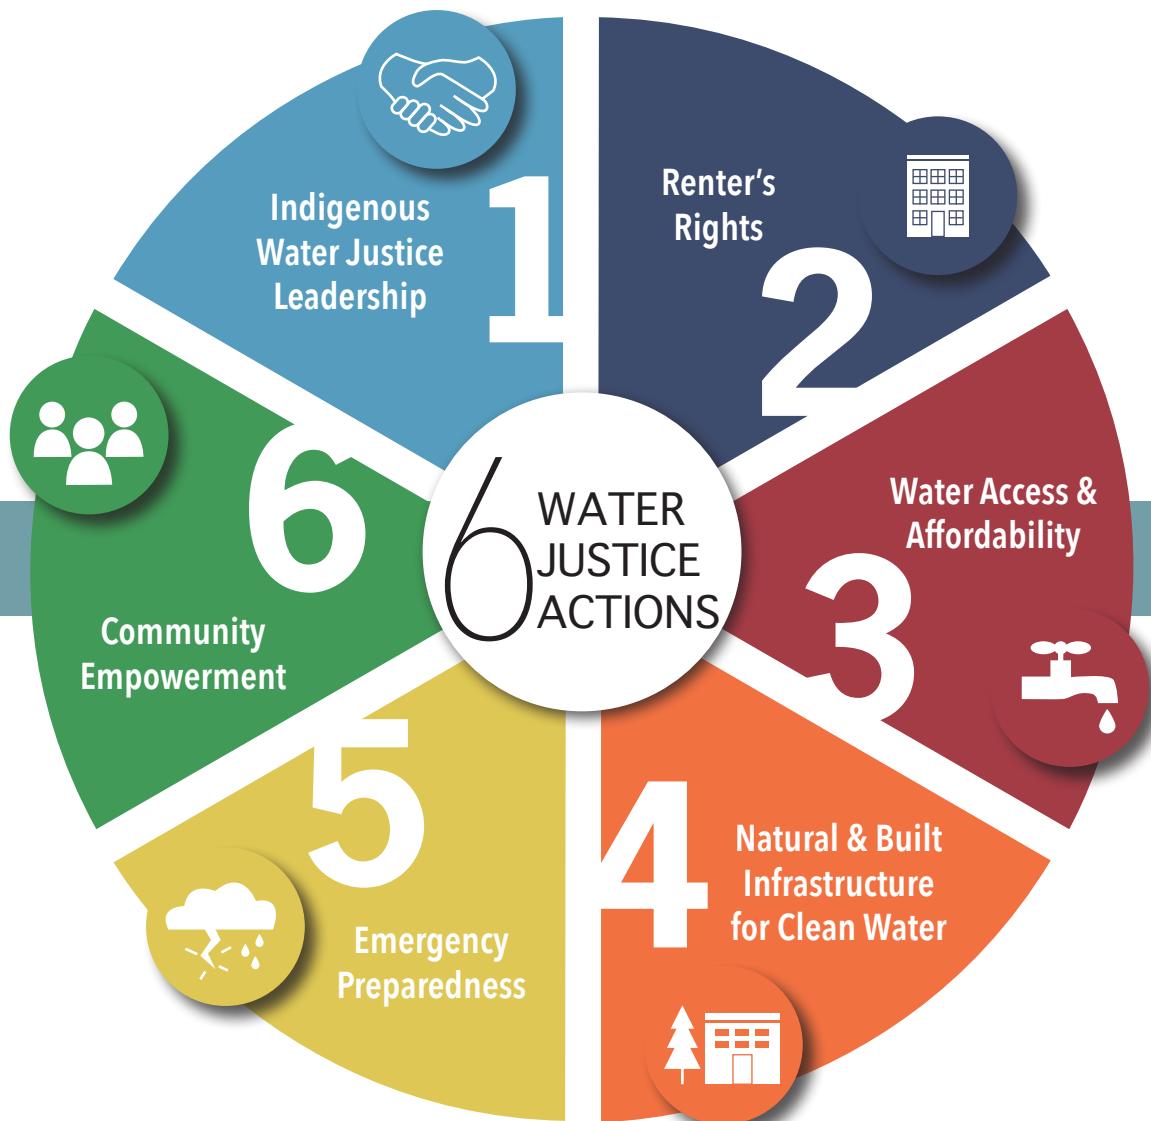 6
WATER
JUSTICE
ACTIONS
1
Indigenous
Water Justice
Leadership
2
Renter’s
Rights
3
Water Access &
Affordability
4
Natural & Built
Infrastructure
for Clean Water
5
Emergency
Preparedness
6
Community
Empowerment